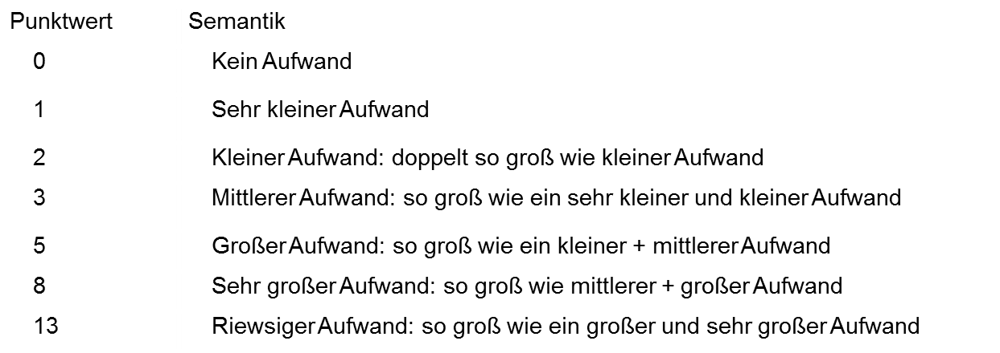 Punktwert Semantik
0 Kein Aufwand
1 Sehr kleiner Aufwand
2 Kleiner Aufwand: doppelt so groß wie kleiner Aufwand
3 Mittlerer Aufwand: so groß wie ein sehr kleiner und kleiner Aufwand
5 Großer Aufwand: so groß wie ein kleiner + mittlerer Aufwand
8 Sehr großer Aufwand: so groß wie mittlerer + großer Aufwand
13 Riewsiger Aufwand: so groß wie ein großer und sehr großer Aufwand